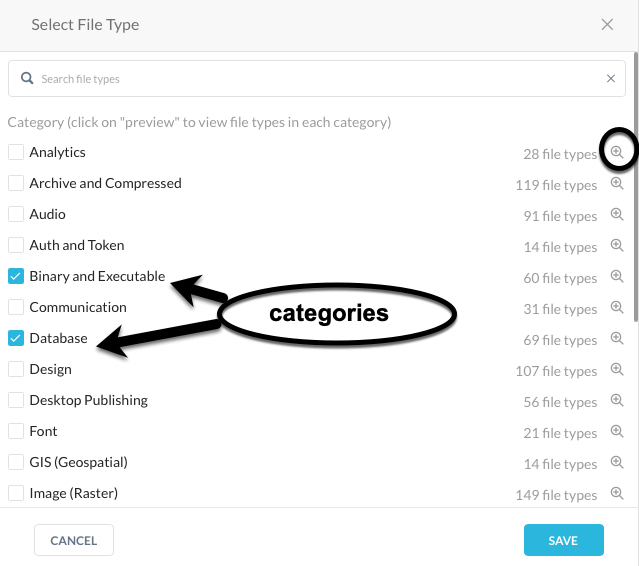 Select File Type
Search file types
Category (click on "preview" to view file types in each category)
Analytics 28 file types
Archive and Compressed 119 file types
Audio 91 file types
Auth and Token 14 file types
Binary and Executable 60 file types
Communication 31 file types
categories
Database 69 file types
Design 107 file types
Desktop Publishing 56 file types
Font 21 file types
GIS (Geospatial) 14 file types
Image (Raster) 149 file types
CANCEL SAVE